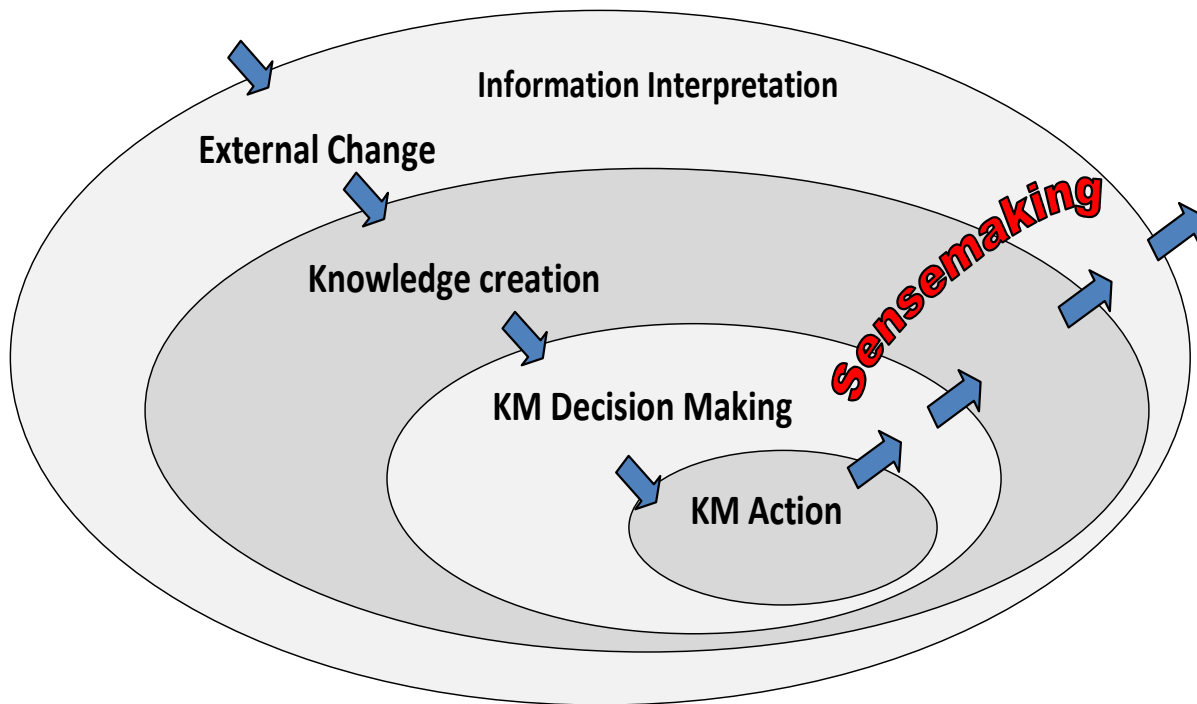 Information Interpretation
External Change
Sensemaking
Knowledge creation
KM Decision Making
KM Action